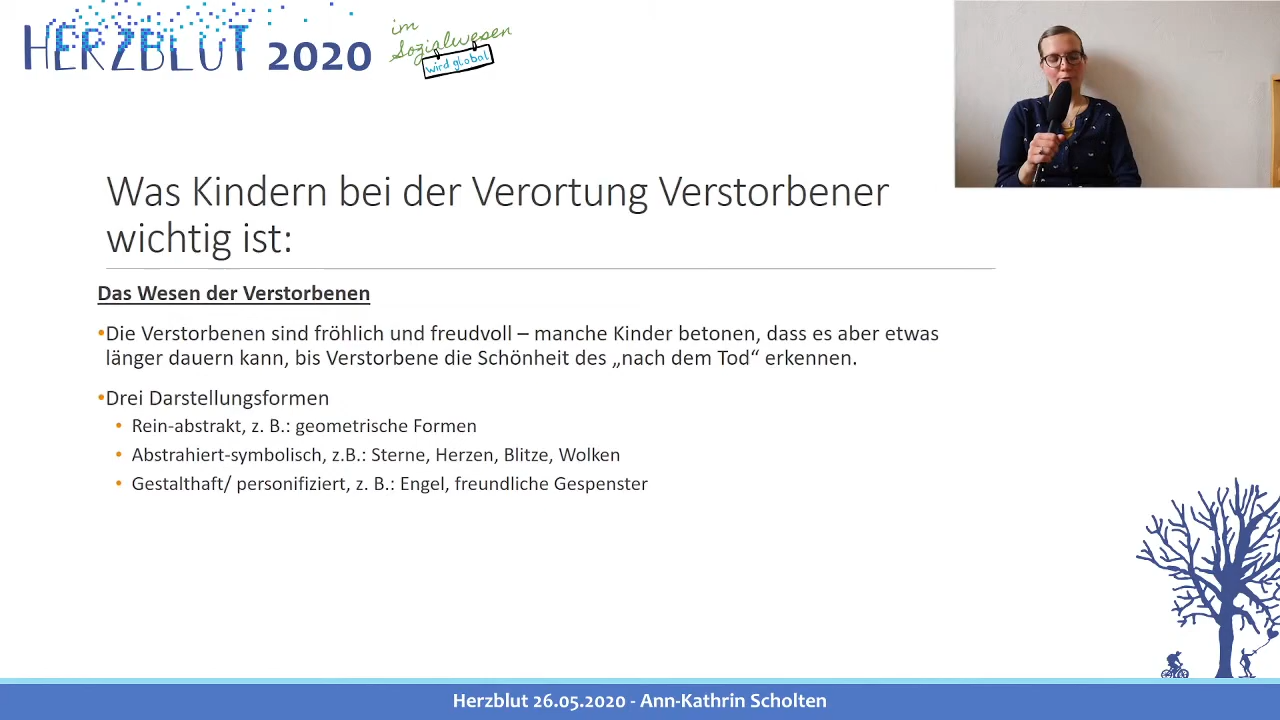 HERZBLUT 2020
im
Sozialwesen
wird global
Was Kindern bei der Verortung Verstorbener
wichtig ist:
Das Wesen der Verstorbenen
•Die Verstorbenen sind fröhlich und freudvoll – manche Kinder betonen, dass es aber etwas
länger dauern kann, bis Verstorbene die Schönheit des „nach dem Tod“ erkennen.
•Drei Darstellungsformen
• Rein-abstrakt, z. B.: geometrische Formen
• Abstrahiert-symbolisch, z.B.: Sterne, Herzen, Blitze, Wolken
• Gestalthaft/ personifiziert, z. B.: Engel, freundliche Gespenster
Herzblut 26.05.2020 - Ann-Kathrin Scholten